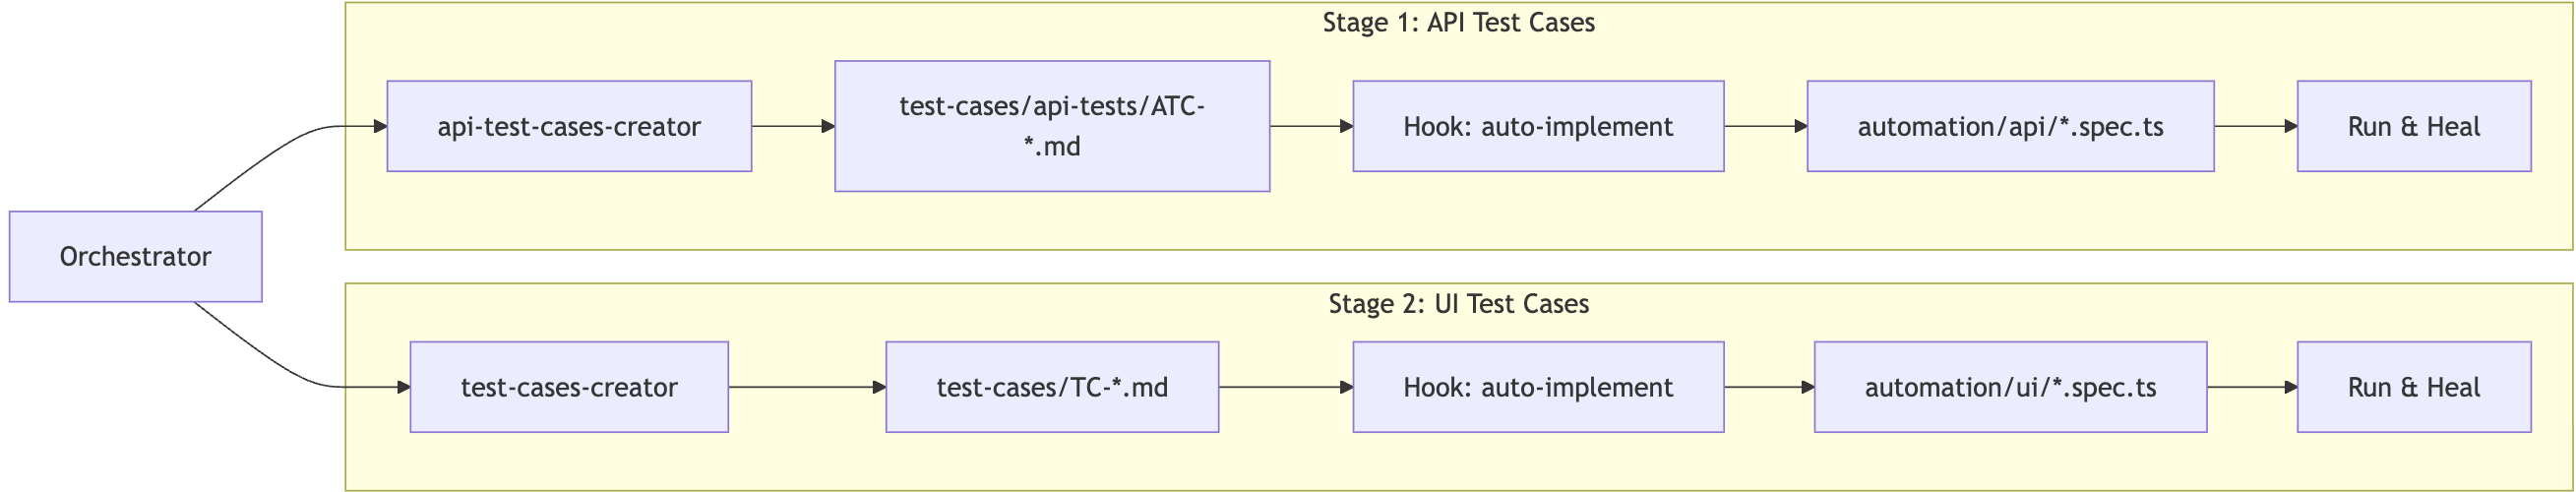 Stage 1: API Test Cases
api-test-cases-creator
test-cases/api-tests/ATC-
*.md
Hook: auto-implement
automation/api/*.spec.ts
Run & Heal
Orchestrator
Stage 2: UI Test Cases
test-cases-creator
test-cases/TC-*.md
Hook: auto-implement
automation/ui/*.spec.ts
Run & Heal